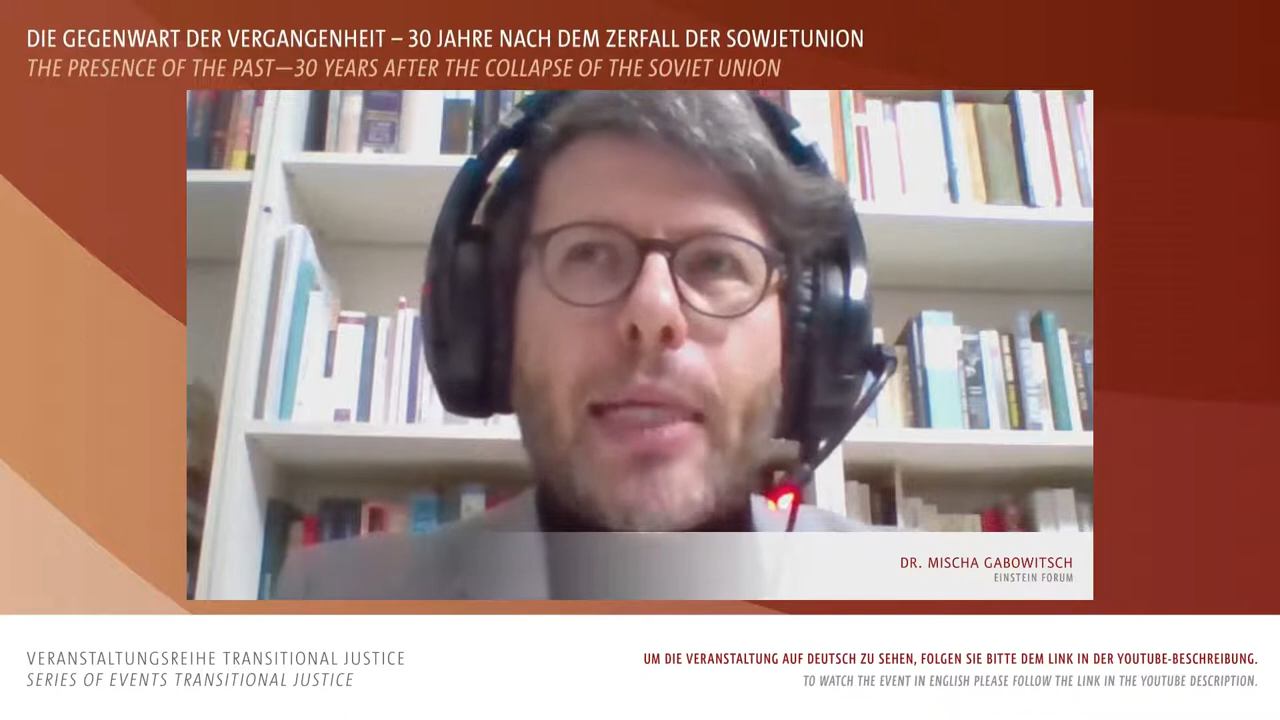 DIE GEGENWART DER VERGANGENHEIT – 30 JAHRE NACH DEM ZERFALL DER SOWJETUNION
THE PRESENCE OF THE PAST—30 YEARS AFTER THE COLLAPSE OF THE SOVIET UNION
DR. MISCHA GABOWITSCH
EINSTEIN FORUM
VERANSTALTUNGSREIHE TRANSITIONAL JUSTICE
SERIES OF EVENTS TRANSITIONAL JUSTICE
UM DIE VERANSTALTUNG AUF DEUTSCH ZU SEHEN, FOLGEN SIE BITTE DEM LINK IN DER YOUTUBE-BESCHREIBUNG.
TO WATCH THE EVENT IN ENGLISH PLEASE FOLLOW THE LINK IN THE YOUTUBE DESCRIPTION.